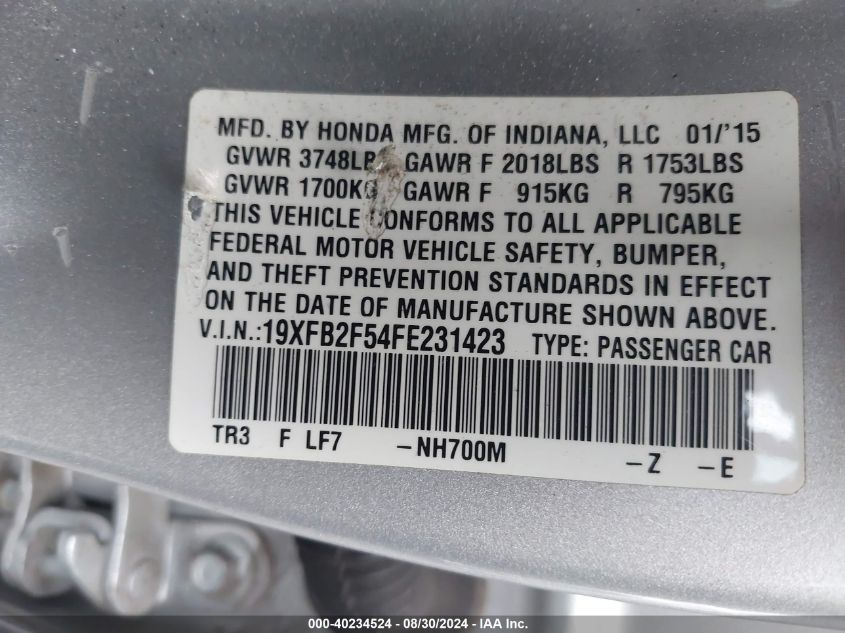 MFD. BY HONDA MFG. OF INDIANA, LLC 01/'15
GVWR 3748LB GAWR F 2018LBS R 1753LBS
GVWR 1700KG GAWR F 915KG R 795KG
THIS VEHICLE CONFORMS TO ALL APPLICABLE
FEDERAL MOTOR VEHICLE SAFETY, BUMPER,
AND THEFT PREVENTION STANDARDS IN EFFECT
ON THE DATE OF MANUFACTURE SHOWN ABOVE.
V.I.N.:19XFB2F54FE231423 TYPE: PASSENGER CAR
TR3 F LF7 -NH700M -Z -E
000-40234524 - 08/30/2024 - IAA Inc.